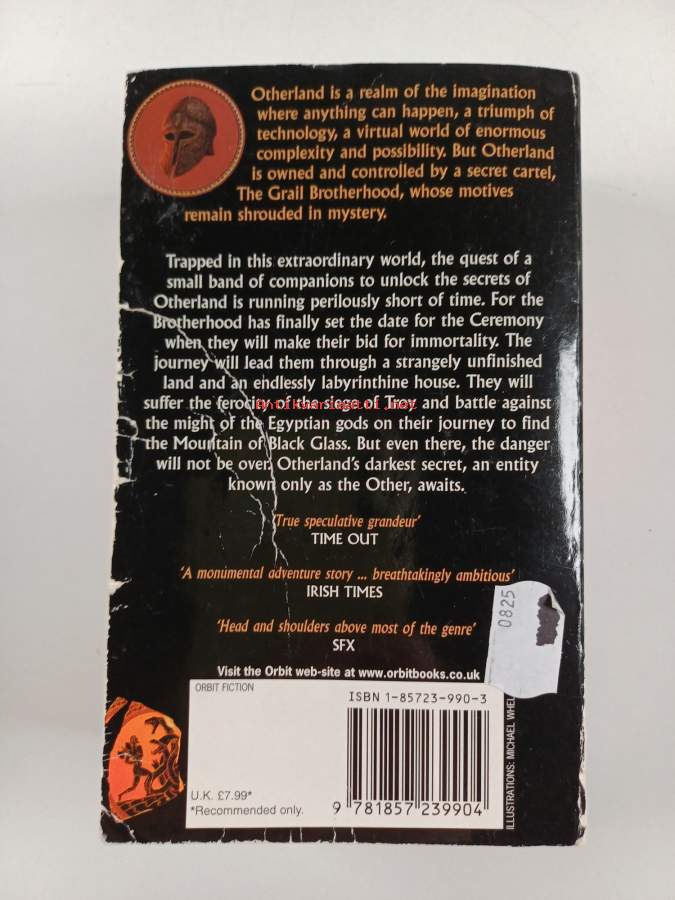 Otherland is a realm of the imagination
where anything can happen, a triumph of
technology, a virtual world of enormous
complexity and possibility. But Otherland
is owned and controlled by a secret cartel,
The Grail Brotherhood, whose motives
remain shrouded in mystery.
Trapped in this extraordinary world, the quest of a
small band of companions to unlock the secrets of
Otherland is running perilously short of time. For the
Brotherhood has finally set the date for the Ceremony
when they will make their bid for immortality. The
journey will lead them through a strangely unfinished
land and an endlessly labyrinthine house. They will
suffer the ferocity of the siege of Troy and battle against
the might of the Egyptian gods on their journey to find
the Mountain of Black Glass. But even there, the danger
will not be over. Otherland's darkest secret, an entity
known only as the Other, awaits.
'True speculative grandeur'
TIME OUT
'A monumental adventure story ... breathtakingly ambitious'
IRISH TIMES
'Head and shoulders above most of the genre'
SFX
0825
Visit the Orbit web-site at www.orbitbooks.co.uk
ORBIT FICTION
ISBN 1-85723-990-3
U.K. £7.99*
*Recommended only.
9 781857 239904
ILLUSTRATIONS: MICHAEL